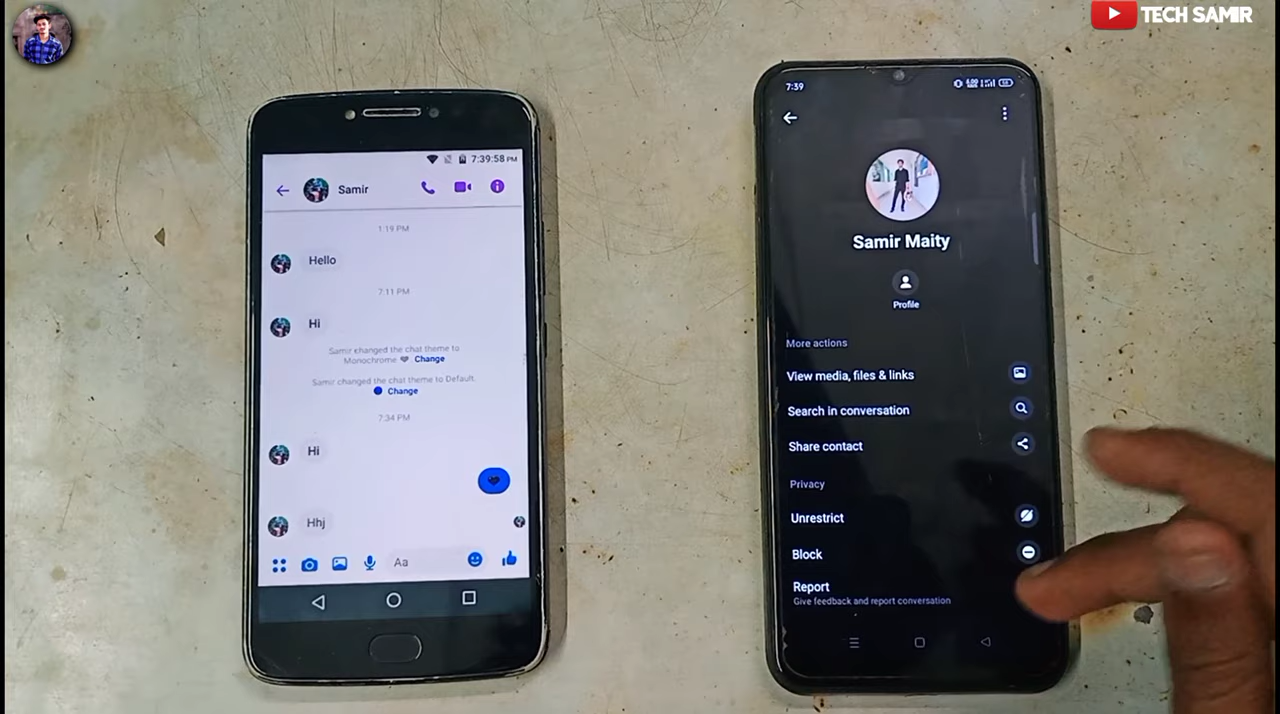 TECH SAMIR
7:39:58 PM
Samir
1:19 PM
Hello
7:11 PM
Hi
Samir changed the chat theme to
Monochrome Change
Samir changed the chat theme to Default.
Change
7:34 PM
Hi
Hhj
Aa
7:39
Samir Maity
Profile
More actions
View media, files & links
Search in conversation
Share contact
Privacy
Unrestrict
Block
Report
Give feedback and report conversation